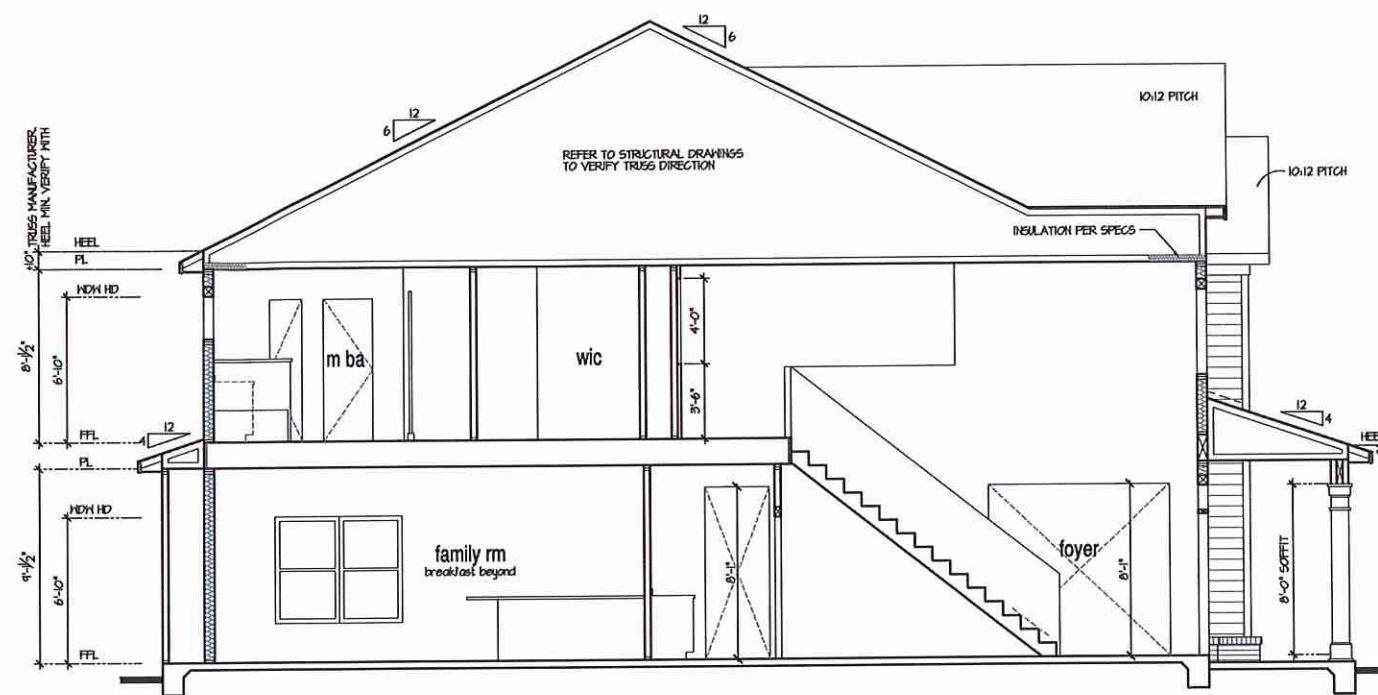 12
6
10:12 PITCH
12
6
10:12 PITCH
REFER TO STRUCTURAL DRAWINGS
TO VERIFY TRUSS DIRECTION
TRUSS MANUFACTURER.
HEEL MIN. VERIFY WITH
+10"
INSULATION PER SPECS
HEEL
PL
WDW HD
8'-1/2"
6'-10"
4'-0"
m ba
wic
3'-6"
12
4
FFL
12
4
HEEL
PL
WDW HD
9'-1/2"
6'-10"
family rm
breakfast beyond
8'-1"
foyer
8'-1"
8'-0" SOFFIT
FFL